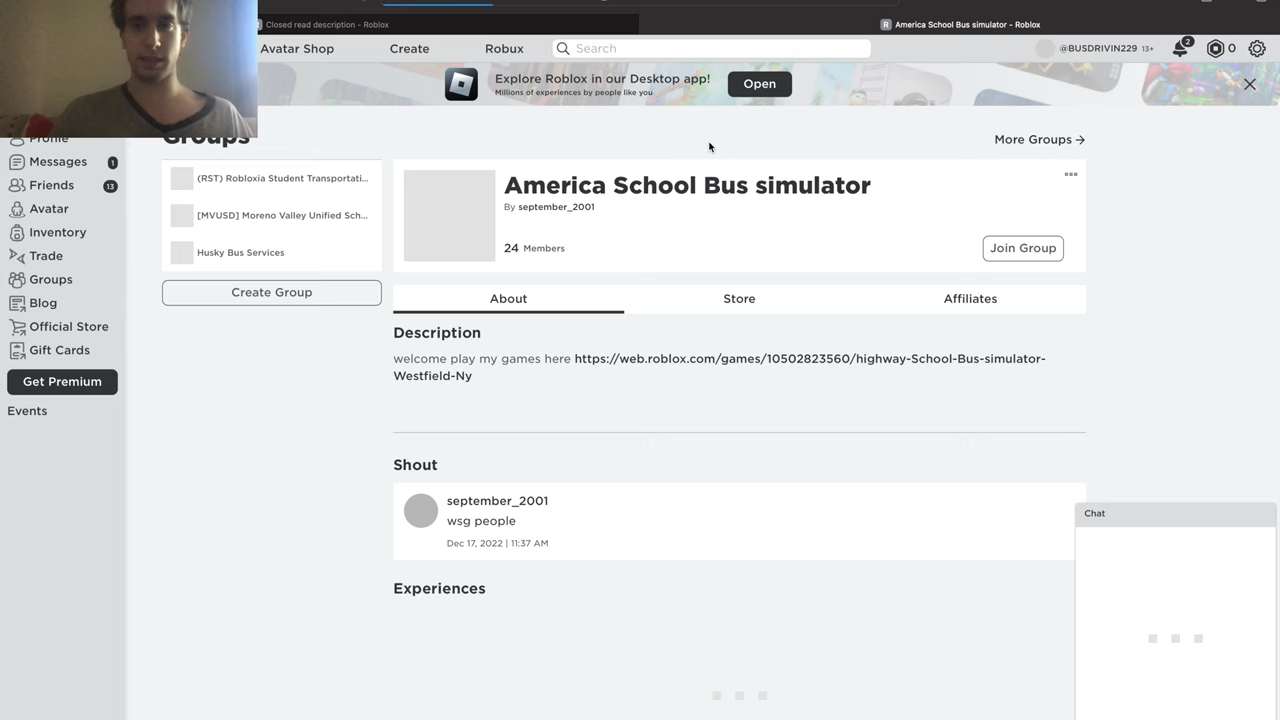 Closed read description - Roblox
America School Bus simulator - Roblox
Avatar Shop
Create
Robux
Search
@BUSDRIVIN229 13+
2
0
Explore Roblox in our Desktop app!
Millions of experiences by people like you
Open
Profile
Messages 1
Friends 13
Avatar
Inventory
Trade
Groups
Blog
Official Store
Gift Cards
Get Premium
Events
Groups
More Groups →
(RST) Robloxia Student Transportati...
[MVUSD] Moreno Valley Unified Sch...
Husky Bus Services
Create Group
America School Bus simulator
By september_2001
24 Members
Join Group
About
Store
Affiliates
Description
welcome play my games here https://web.roblox.com/games/10502823560/highway-School-Bus-simulator-
Westfield-Ny
Shout
september_2001
wsg people
Dec 17, 2022 | 11:37 AM
Experiences
Chat